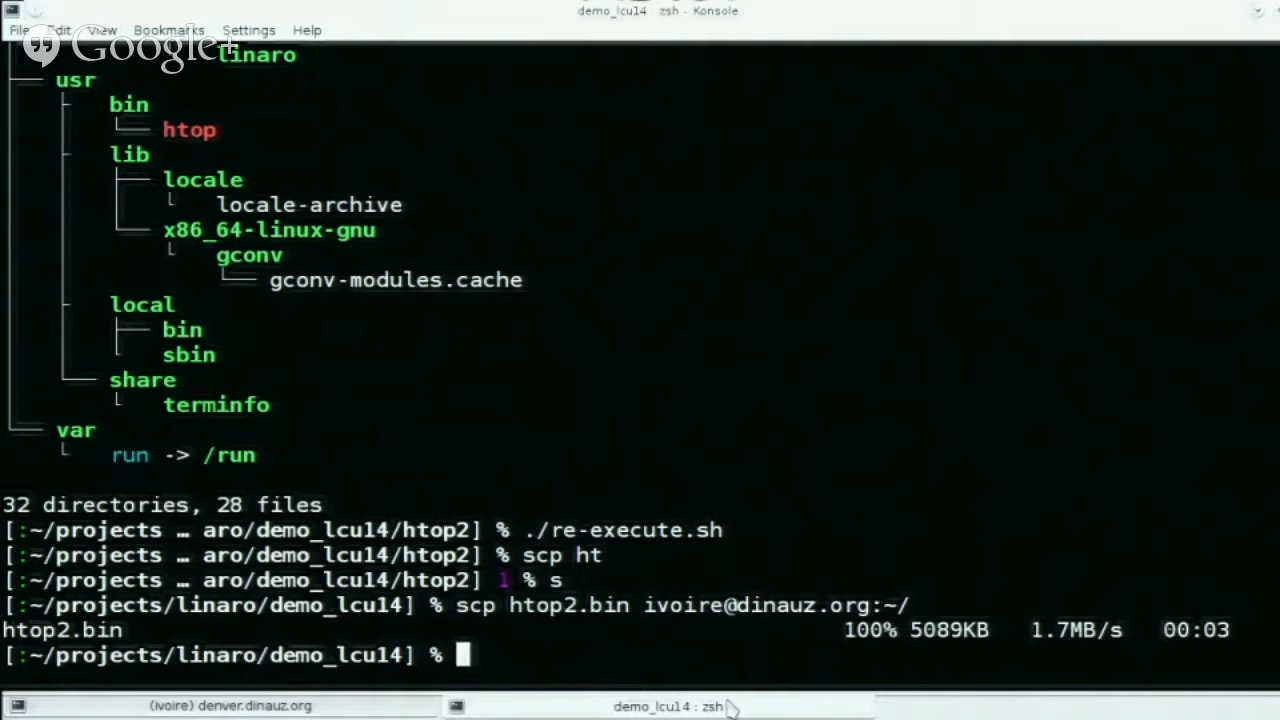 demo_lcu14 : zsh - Konsole
File Edit View Bookmarks Settings Help
Google+
linaro
usr
bin
htop
lib
locale
locale-archive
x86_64-linux-gnu
gconv
gconv-modules.cache
local
bin
sbin
share
terminfo
var
run -> /run
32 directories, 28 files
[:~/projects … aro/demo_lcu14/htop2] % ./re-execute.sh
[:~/projects … aro/demo_lcu14/htop2] % scp ht
[:~/projects … aro/demo_lcu14/htop2] 1 % s
[:~/projects/linaro/demo_lcu14] % scp htop2.bin ivoire@dinauz.org:~/
htop2.bin 100% 5089KB 1.7MB/s 00:03
[:~/projects/linaro/demo_lcu14] %
(ivoire) denver.dinauz.org
demo_lcu14 : zsh